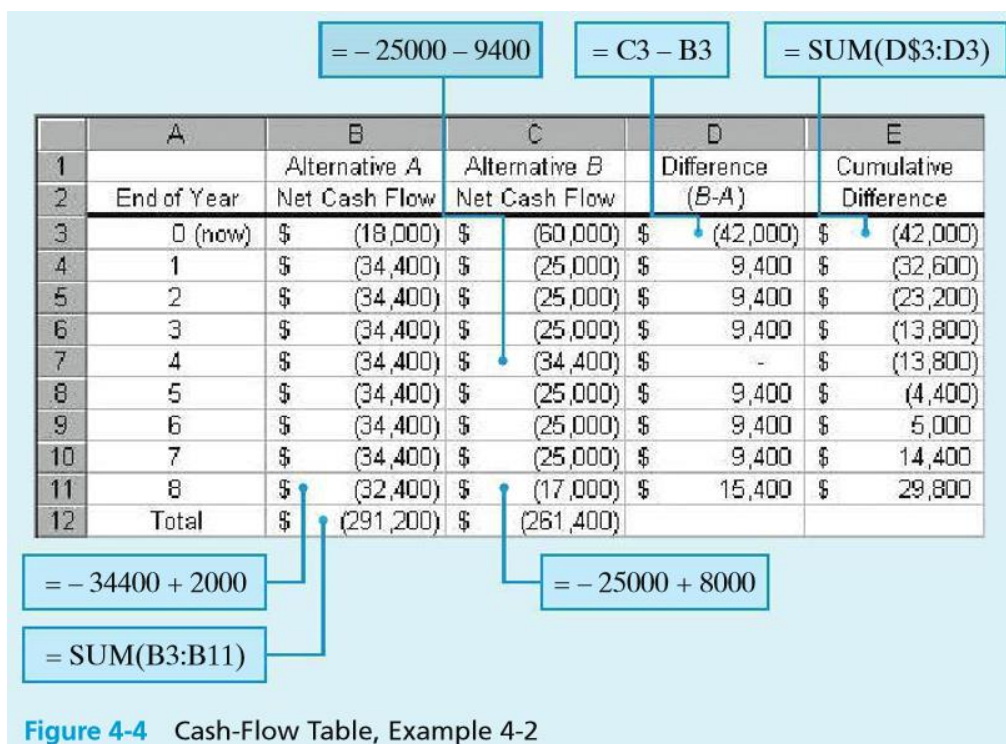 = – 25000 – 9400 = C3 – B3 = SUM(D$3:D3)
A B C D E
1 Alternative A Alternative B Difference Cumulative
2 End of Year Net Cash Flow Net Cash Flow (B-A) Difference
3 0 (now) $ (18,000) $ (60,000) $ (42,000) $ (42,000)
4 1 $ (34,400) $ (25,000) $ 9,400 $ (32,600)
5 2 $ (34,400) $ (25,000) $ 9,400 $ (23,200)
6 3 $ (34,400) $ (25,000) $ 9,400 $ (13,800)
7 4 $ (34,400) $ (34,400) $ - $ (13,800)
8 5 $ (34,400) $ (25,000) $ 9,400 $ (4,400)
9 6 $ (34,400) $ (25,000) $ 9,400 $ 5,000
10 7 $ (34,400) $ (25,000) $ 9,400 $ 14,400
11 8 $ (32,400) $ (17,000) $ 15,400 $ 29,800
12 Total $ (291,200) $ (261,400)
= – 34400 + 2000 = – 25000 + 8000
= SUM(B3:B11)
Figure 4-4 Cash-Flow Table, Example 4-2